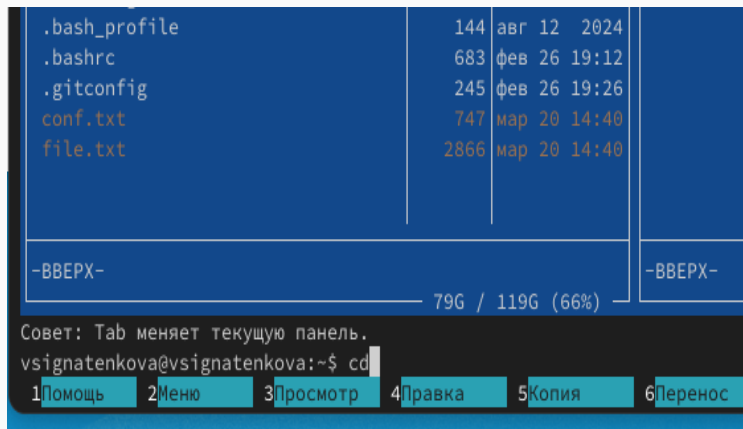 .bash_profile 144 авг 12 2024
.bashrc 683 фев 26 19:12
.gitconfig 245 фев 26 19:26
conf.txt 747 мар 20 14:40
file.txt 2866 мар 20 14:40
-ВВЕРХ- -ВВЕРХ-
79G / 119G (66%)
Совет: Tab меняет текущую панель.
vsignatenkova@vsignatenkova:~$ cd
1Помощь 2Меню 3Просмотр 4Правка 5Копия 6Перенос